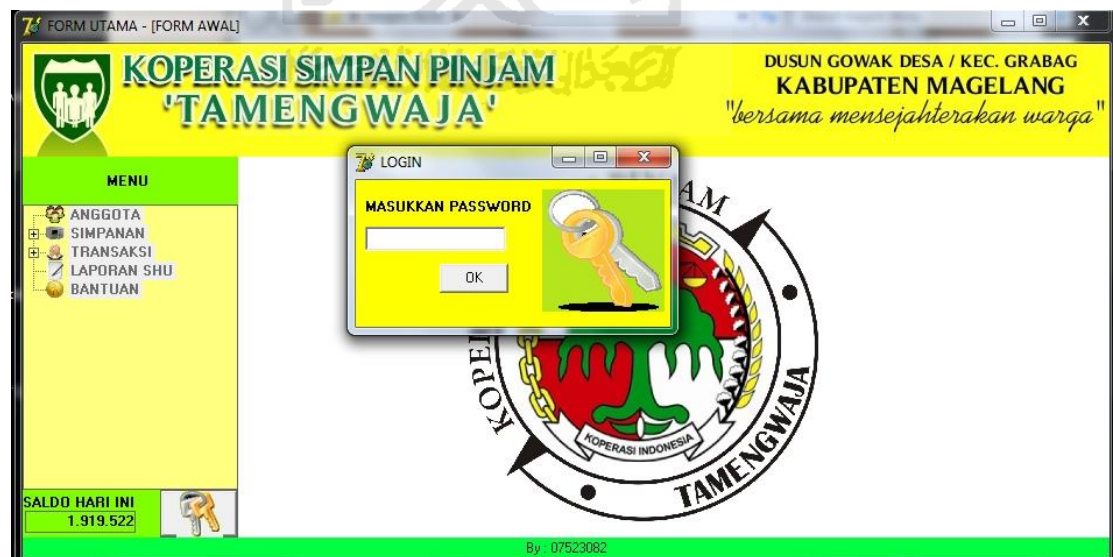 FORM UTAMA - [FORM AWAL]
KOPERASI SIMPAN PINJAM
'TAMENGWAJA'
DUSUN GOWAK DESA / KEC. GRABAG
KABUPATEN MAGELANG
"bersama mensejahterakan warga"
LOGIN
MASUKKAN PASSWORD
OK
MENU
ANGGOTA
SIMPANAN
TRANSAKSI
LAPORAN SHU
BANTUAN
KOPERASI INDONESIA
TAMENGWAJA
SALDO HARI INI
1.919.522
By : 07523082